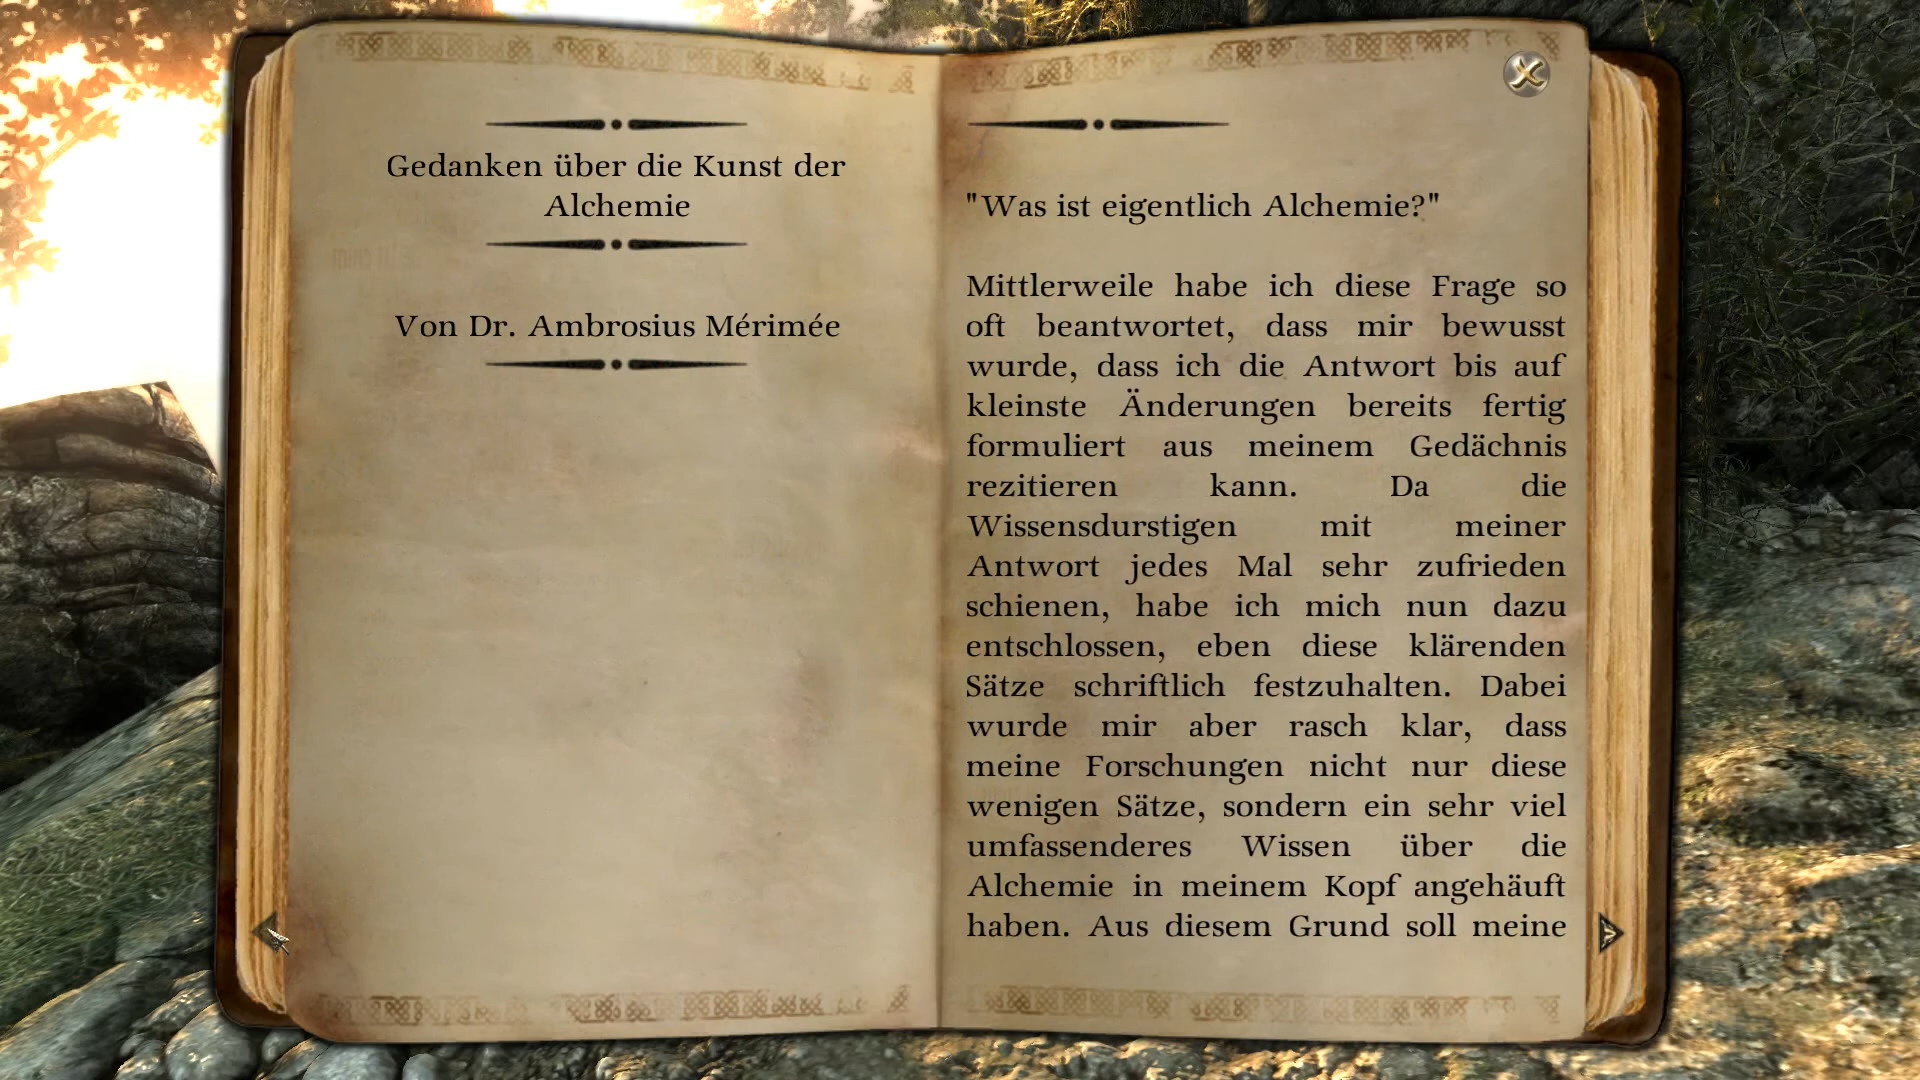 Gedanken über die Kunst der
Alchemie
Von Dr. Ambrosius Mérimée
"Was ist eigentlich Alchemie?"
Mittlerweile habe ich diese Frage so
oft beantwortet, dass mir bewusst
wurde, dass ich die Antwort bis auf
kleinste Änderungen bereits fertig
formuliert aus meinem Gedächnis
rezitieren kann. Da die
Wissensdurstigen mit meiner
Antwort jedes Mal sehr zufrieden
schienen, habe ich mich nun dazu
entschlossen, eben diese klärenden
Sätze schriftlich festzuhalten. Dabei
wurde mir aber rasch klar, dass
meine Forschungen nicht nur diese
wenigen Sätze, sondern ein sehr viel
umfassenderes Wissen über die
Alchemie in meinem Kopf angehäuft
haben. Aus diesem Grund soll meine